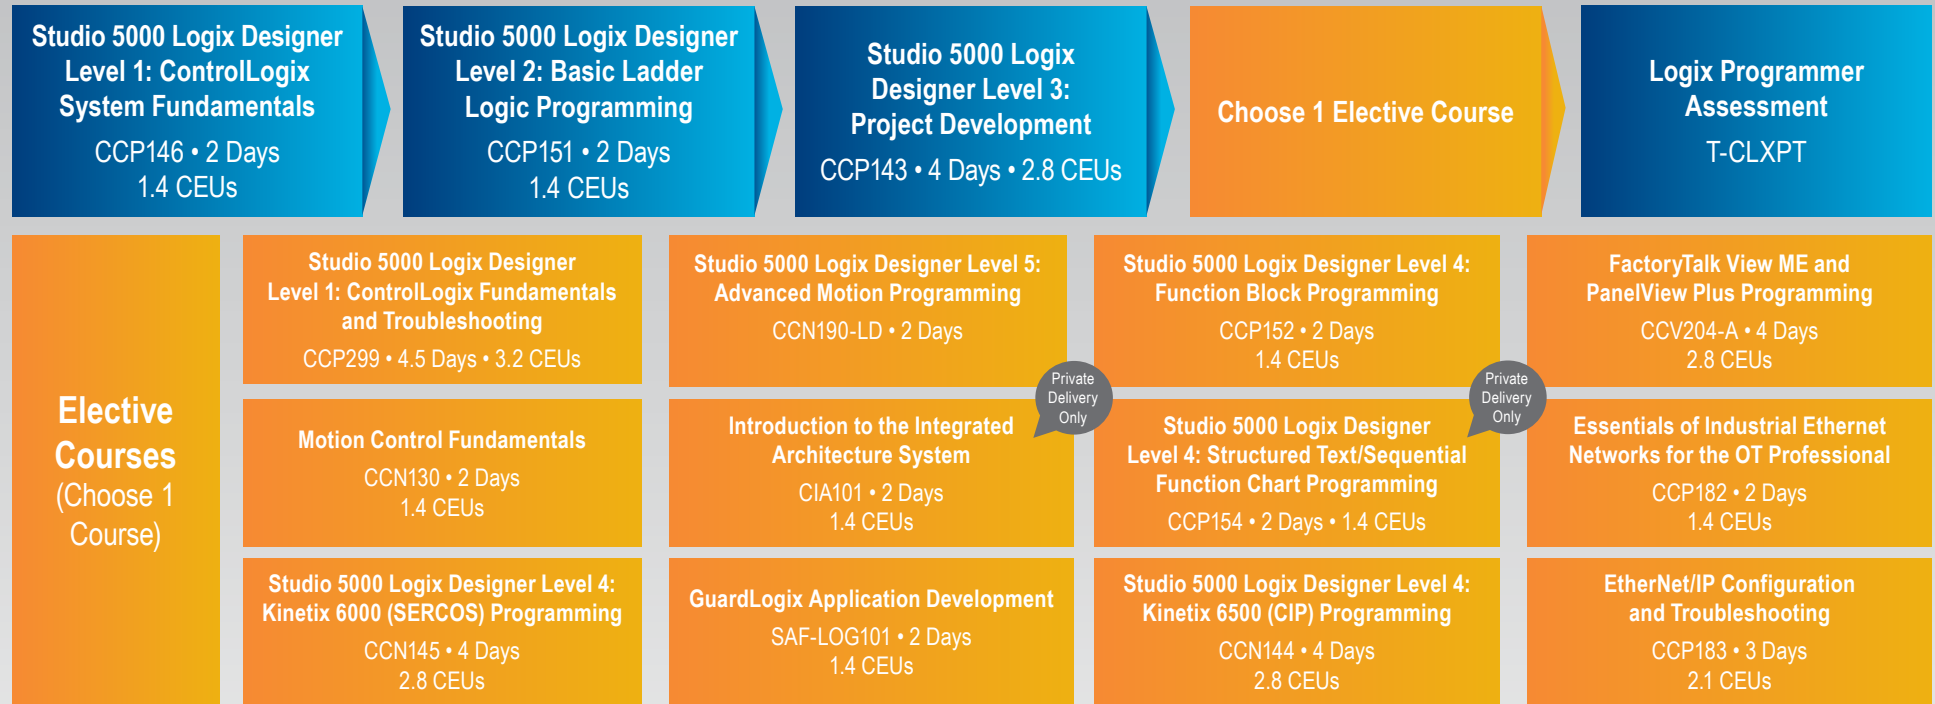 Studio 5000 Logix Designer
Level 1: ControlLogix
System Fundamentals
CCP146 • 2 Days
1.4 CEUs
Studio 5000 Logix Designer
Level 2: Basic Ladder
Logic Programming
CCP151 • 2 Days
1.4 CEUs
Studio 5000 Logix
Designer Level 3:
Project Development
CCP143 • 4 Days • 2.8 CEUs
Choose 1 Elective Course
Logix Programmer
Assessment
T-CLXPT
Elective
Courses
(Choose 1
Course)
Studio 5000 Logix Designer
Level 1: ControlLogix Fundamentals
and Troubleshooting
CCP299 • 4.5 Days • 3.2 CEUs
Studio 5000 Logix Designer Level 5:
Advanced Motion Programming
CCN190-LD • 2 Days
Private
Delivery
Only
Studio 5000 Logix Designer Level 4:
Function Block Programming
CCP152 • 2 Days
1.4 CEUs
Private
Delivery
Only
FactoryTalk View ME and
PanelView Plus Programming
CCV204-A • 4 Days
2.8 CEUs
Motion Control Fundamentals
CCN130 • 2 Days
1.4 CEUs
Introduction to the Integrated
Architecture System
CIA101 • 2 Days
1.4 CEUs
Studio 5000 Logix Designer
Level 4: Structured Text/Sequential
Function Chart Programming
CCP154 • 2 Days • 1.4 CEUs
Essentials of Industrial Ethernet
Networks for the OT Professional
CCP182 • 2 Days
1.4 CEUs
Studio 5000 Logix Designer Level 4:
Kinetix 6000 (SERCOS) Programming
CCN145 • 4 Days
2.8 CEUs
GuardLogix Application Development
SAF-LOG101 • 2 Days
1.4 CEUs
Studio 5000 Logix Designer Level 4:
Kinetix 6500 (CIP) Programming
CCN144 • 4 Days
2.8 CEUs
EtherNet/IP Configuration
and Troubleshooting
CCP183 • 3 Days
2.1 CEUs